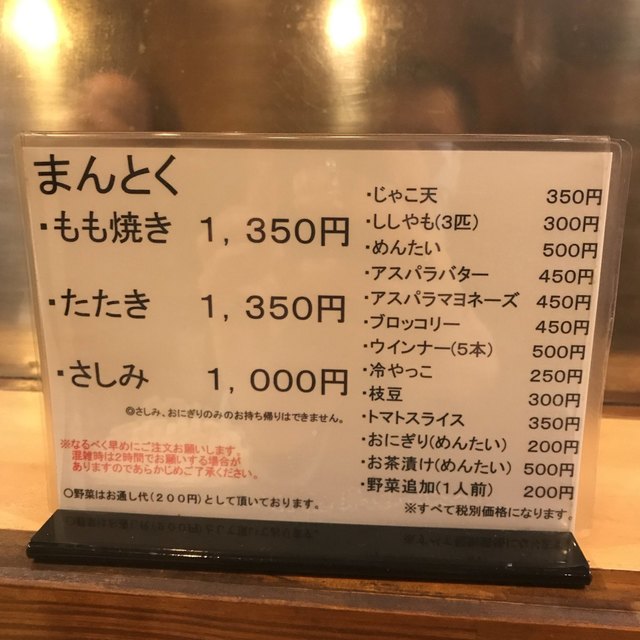 まんとく
・もも焼き 1,350円
・たたき 1,350円
・さしみ 1,000円
◎さしみ、おにぎりのみのお持ち帰りはできません。
※なるべく早めにご注文お願いします。
混雑時は2時間でお願いする場合が
ありますのであらかじめご了承ください。
○野菜はお通し代(200円)として頂いております。
・じゃこ天 350円
・ししやも(3匹) 300円
・めんたい 500円
・アスパラバター 450円
・アスパラマヨネーズ 450円
・ブロッコリー 450円
・ウインナー(5本) 500円
・冷やっこ 250円
・枝豆 300円
・トマトスライス 350円
・おにぎり(めんたい) 200円
・お茶漬け(めんたい) 500円
・野菜追加(1人前) 200円
※すべて税別価格になります。